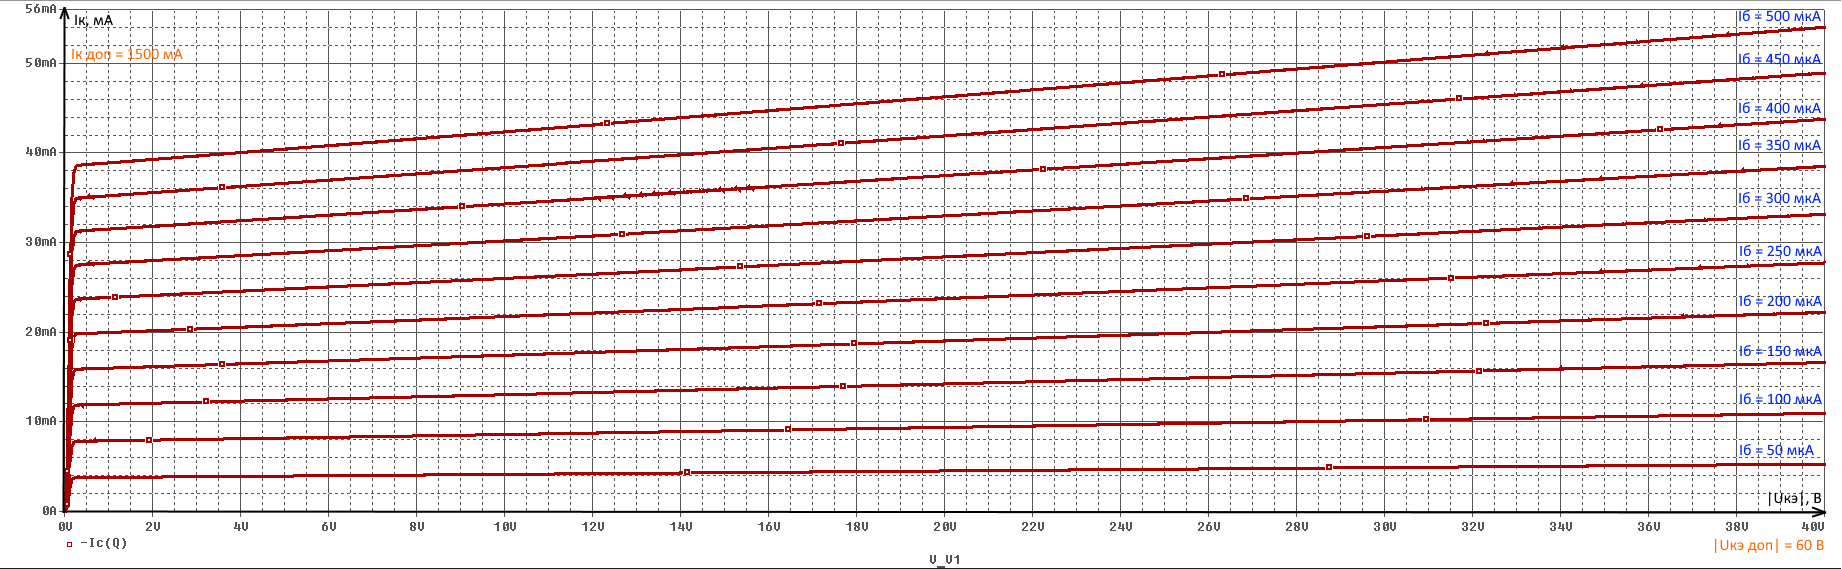 56mA
Iк, мА
Iб = 500 мкА
Iк доп = 1500 мА
50mA
Iб = 450 мкА
Iб = 400 мкА
40mA
Iб = 350 мкА
Iб = 300 мкА
30mA
Iб = 250 мкА
Iб = 200 мкА
20mA
Iб = 150 мкА
Iб = 100 мкА
10mA
Iб = 50 мкА
|Uкэ|, В
0A
0V 2V 4V 6V 8V 10V 12V 14V 16V 18V 20V 22V 24V 26V 28V 30V 32V 34V 36V 38V 40V
-Ic(Q)
|Uкэ доп| = 60 В
V_V1